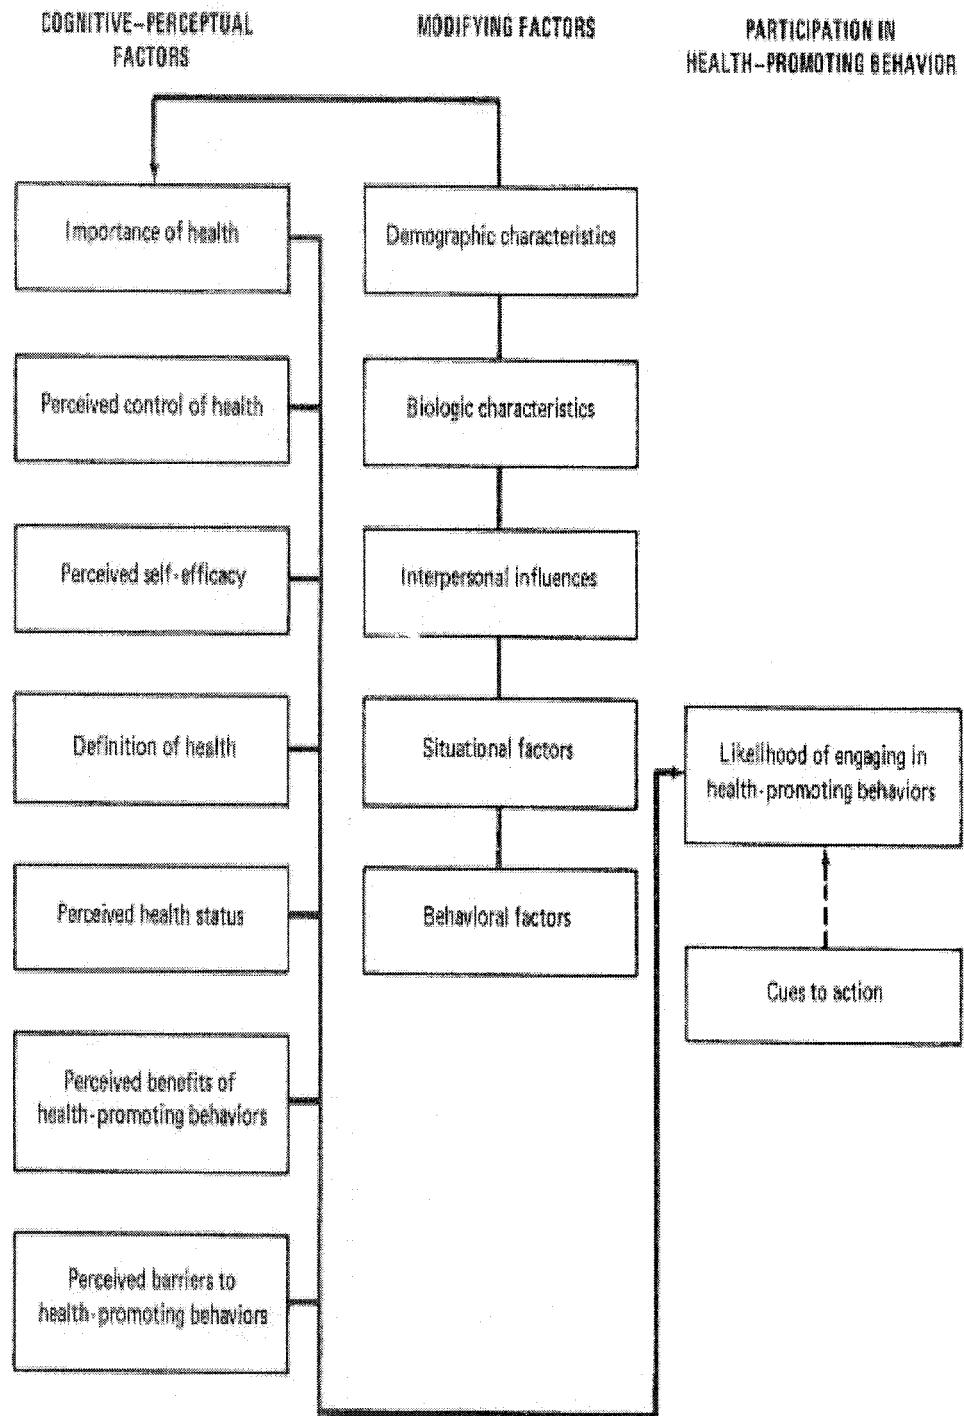 COGNITIVE-PERCEPTUAL
FACTORS
MODIFYING FACTORS
PARTICIPATION IN
HEALTH-PROMOTING BEHAVIOR
Importance of health
Perceived control of health
Perceived self-efficacy
Definition of health
Perceived health status
Perceived benefits of
health-promoting behaviors
Perceived barriers to
health-promoting behaviors
Demographic characteristics
Biologic characteristics
Interpersonal influences
Situational factors
Behavioral factors
Likelihood of engaging in
health-promoting behaviors
Cues to action